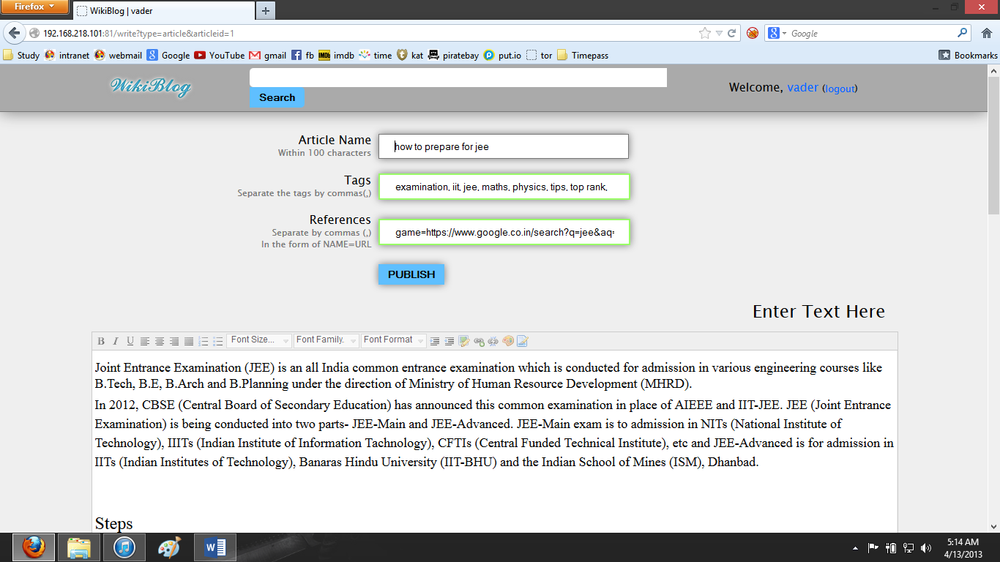 Firefox
WikiBlog | vader
192.168.218.101:81/write?type=article&articleid=1
Google
Study intranet webmail Google YouTube gmail fb imdb time kat piratebay put.io tor Timepass Bookmarks
WikiBlog
Search
Welcome, vader (logout)
Article Name
Within 100 characters
how to prepare for jee
Tags
Separate the tags by commas(,)
examination, iit, jee, maths, physics, tips, top rank,
References
Separate by commas (,)
In the form of NAME=URL
game=https://www.google.co.in/search?q=jee&aq=
PUBLISH
Enter Text Here
B I U Font Size... Font Family. Font Format
Joint Entrance Examination (JEE) is an all India common entrance examination which is conducted for admission in various engineering courses like
B.Tech, B.E, B.Arch and B.Planning under the direction of Ministry of Human Resource Development (MHRD).
In 2012, CBSE (Central Board of Secondary Education) has announced this common examination in place of AIEEE and IIT-JEE. JEE (Joint Entrance
Examination) is being conducted into two parts- JEE-Main and JEE-Advanced. JEE-Main exam is to admission in NITs (National Institute of
Technology), IIITs (Indian Institute of Information Tachnology), CFTIs (Central Funded Technical Institute), etc and JEE-Advanced is for admission in
IITs (Indian Institutes of Technology), Banaras Hindu University (IIT-BHU) and the Indian School of Mines (ISM), Dhanbad.
Steps
5:14 AM
4/13/2013